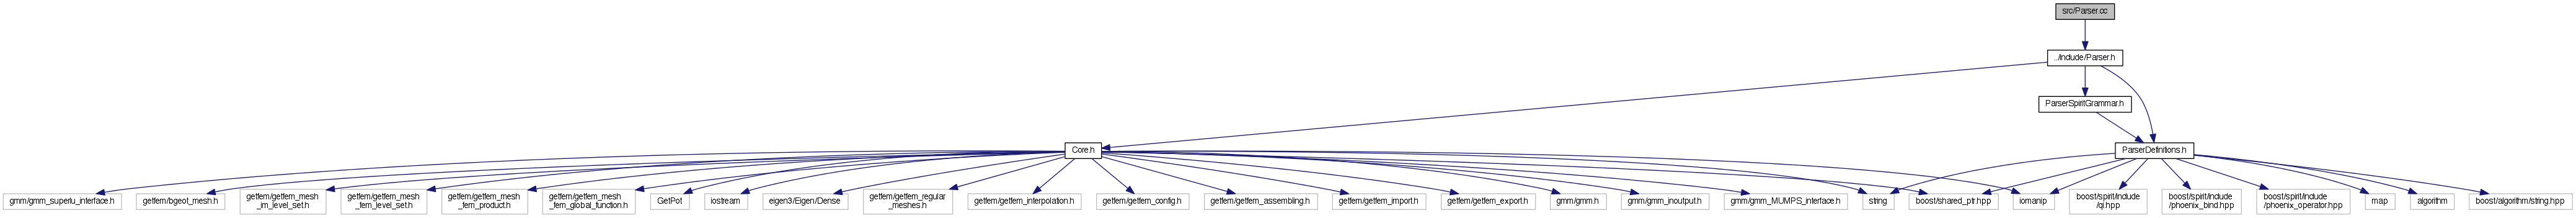 src/Parser.cc
../include/Parser.h
ParserSpiritGrammar.h
Core.h
ParserDefinitions.h
gmm/gmm_superlu_interface.h
getfem/bgeot_mesh.h
getfem/getfem_mesh
_im_level_set.h
getfem/getfem_mesh
_fem_level_set.h
getfem/getfem_mesh
_fem_product.h
getfem/getfem_mesh
_fem_global_function.h
GetPot
iostream
eigen3/Eigen/Dense
getfem/getfem_regular
_meshes.h
getfem/getfem_interpolation.h
getfem/getfem_config.h
getfem/getfem_assembling.h
getfem/getfem_import.h
getfem/getfem_export.h
gmm/gmm.h
gmm/gmm_inoutput.h
gmm/gmm_MUMPS_interface.h
string
boost/shared_ptr.hpp
iomanip
boost/spirit/include
/qi.hpp
boost/spirit/include
/phoenix_bind.hpp
boost/spirit/include
/phoenix_operator.hpp
map
algorithm
boost/algorithm/string.hpp